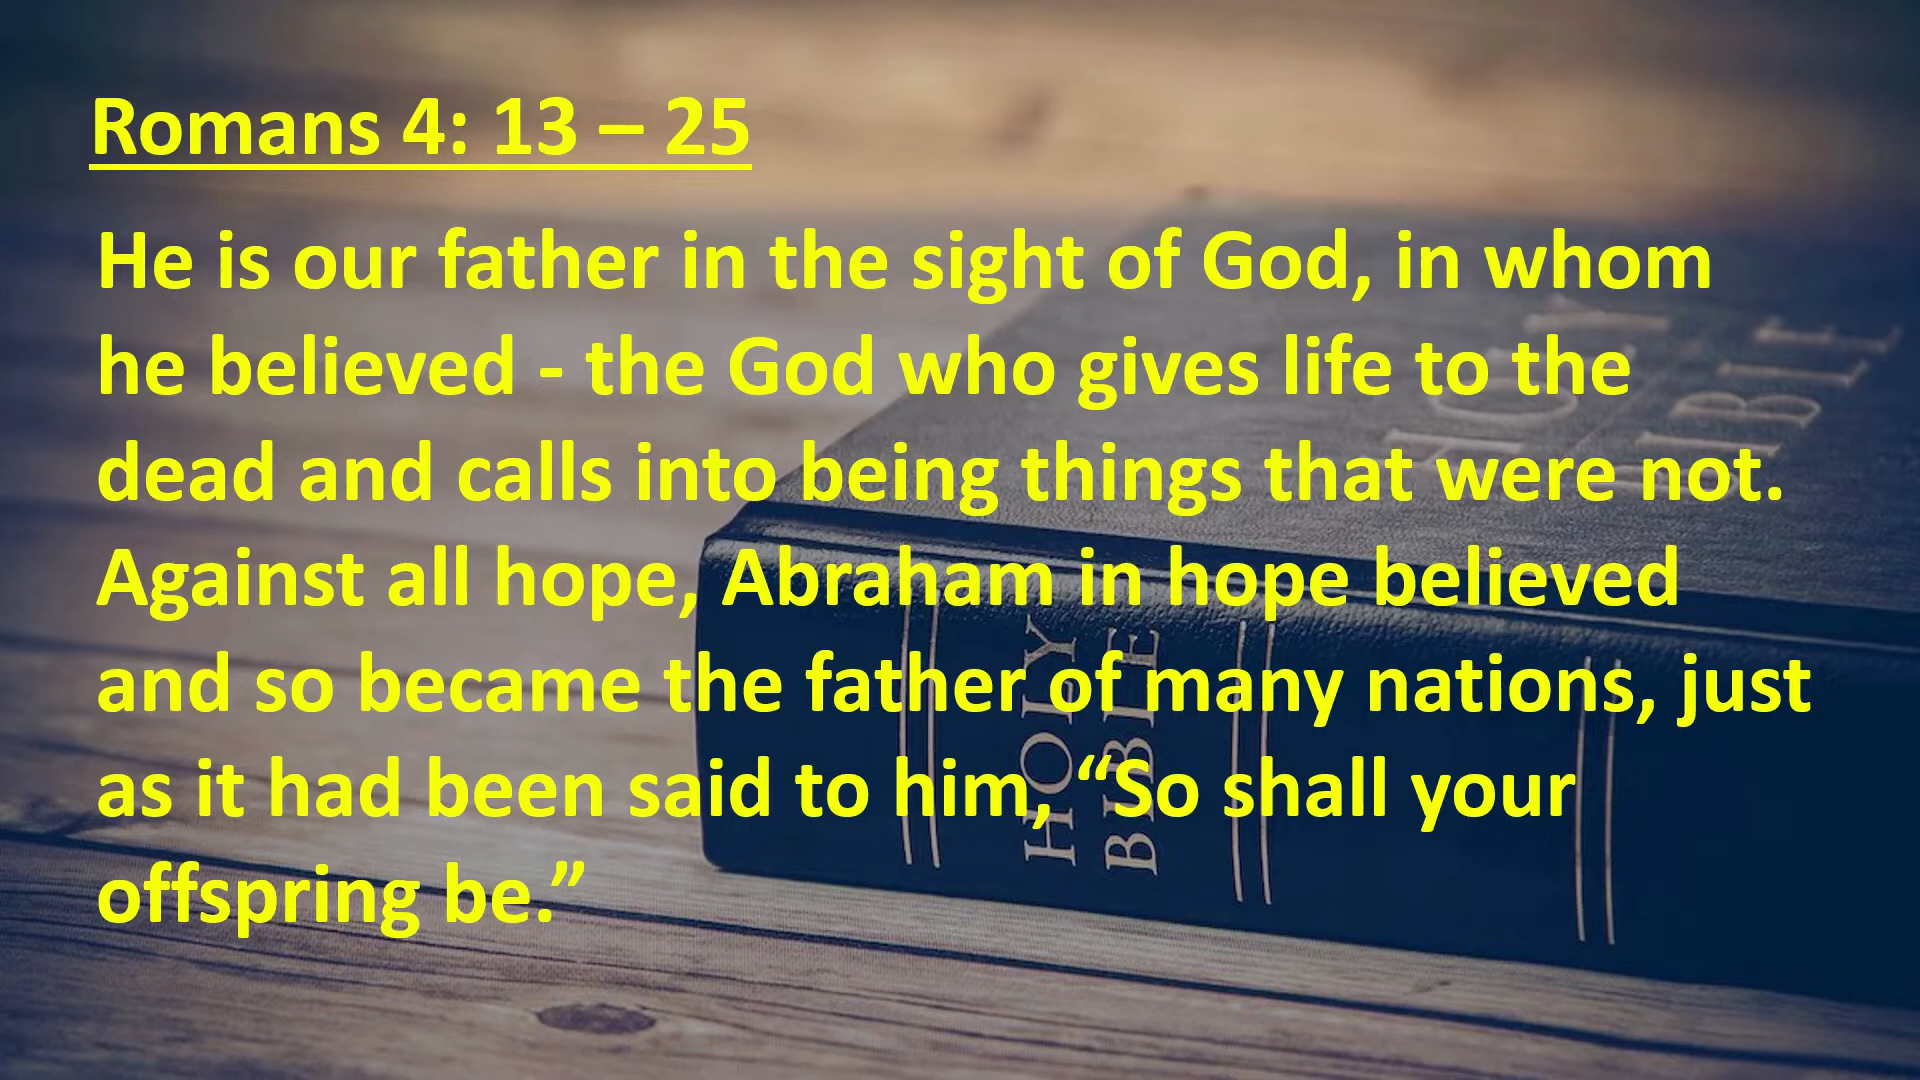 Romans 4: 13 – 25
He is our father in the sight of God, in whom
he believed - the God who gives life to the
dead and calls into being things that were not.
Against all hope, Abraham in hope believed
and so became the father of many nations, just
as it had been said to him, “So shall your
offspring be.”
HOLY
BIBLE
HOLY
BIBLE